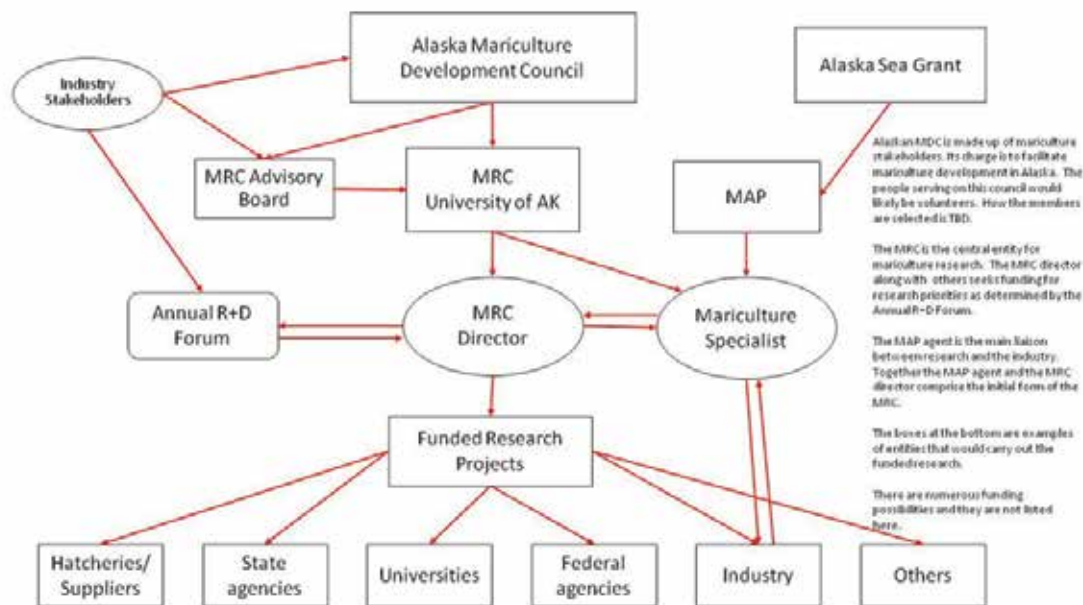 Alaska Mariculture
Development Council
Alaska Sea Grant
Industry
Stakeholders
Alaskan MDC is made up of mariculture
stakeholders. Its charge is to facilitate
mariculture development in Alaska. The
people serving on this council would
likely be volunteers. How the members
are selected is TBD.
MRC Advisory
Board
MRC
University of AK
MAP
The MRC is the central entity for
mariculture research. The MRC director
along with others seeks funding for
research priorities as determined by the
Annual R+D Forum.
Annual R+D
Forum
MRC
Director
Mariculture
Specialist
The MAP agent is the main liaison
between research and the industry.
Together the MAP agent and the MRC
director comprise the initial form of the
MRC.
Funded Research
Projects
The boxes at the bottom are examples
of entities that would carry out the
funded research.
There are numerous funding
possibilities and they are not listed
here.
Hatcheries/
Suppliers
State
agencies
Universities
Federal
agencies
Industry
Others